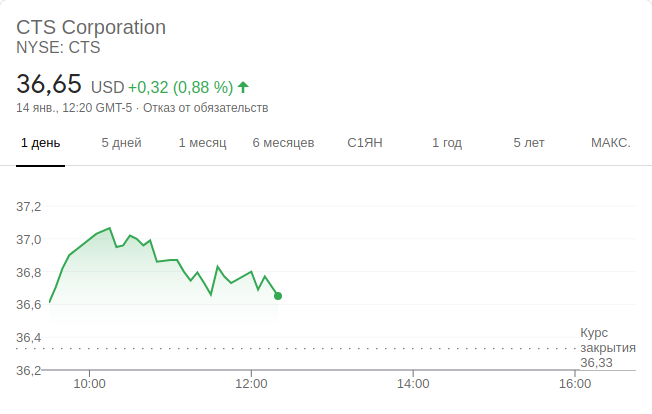 CTS Corporation
NYSE: CTS
36,65 USD +0,32 (0,88 %)
14 янв., 12:20 GMT-5 · Отказ от обязательств
1 день 5 дней 1 месяц 6 месяцев С1ЯН 1 год 5 лет МАКС.
37,2
37,0
36,8
36,6
36,4
36,2
Курс
закрытия
36,33
10:00 12:00 14:00 16:00